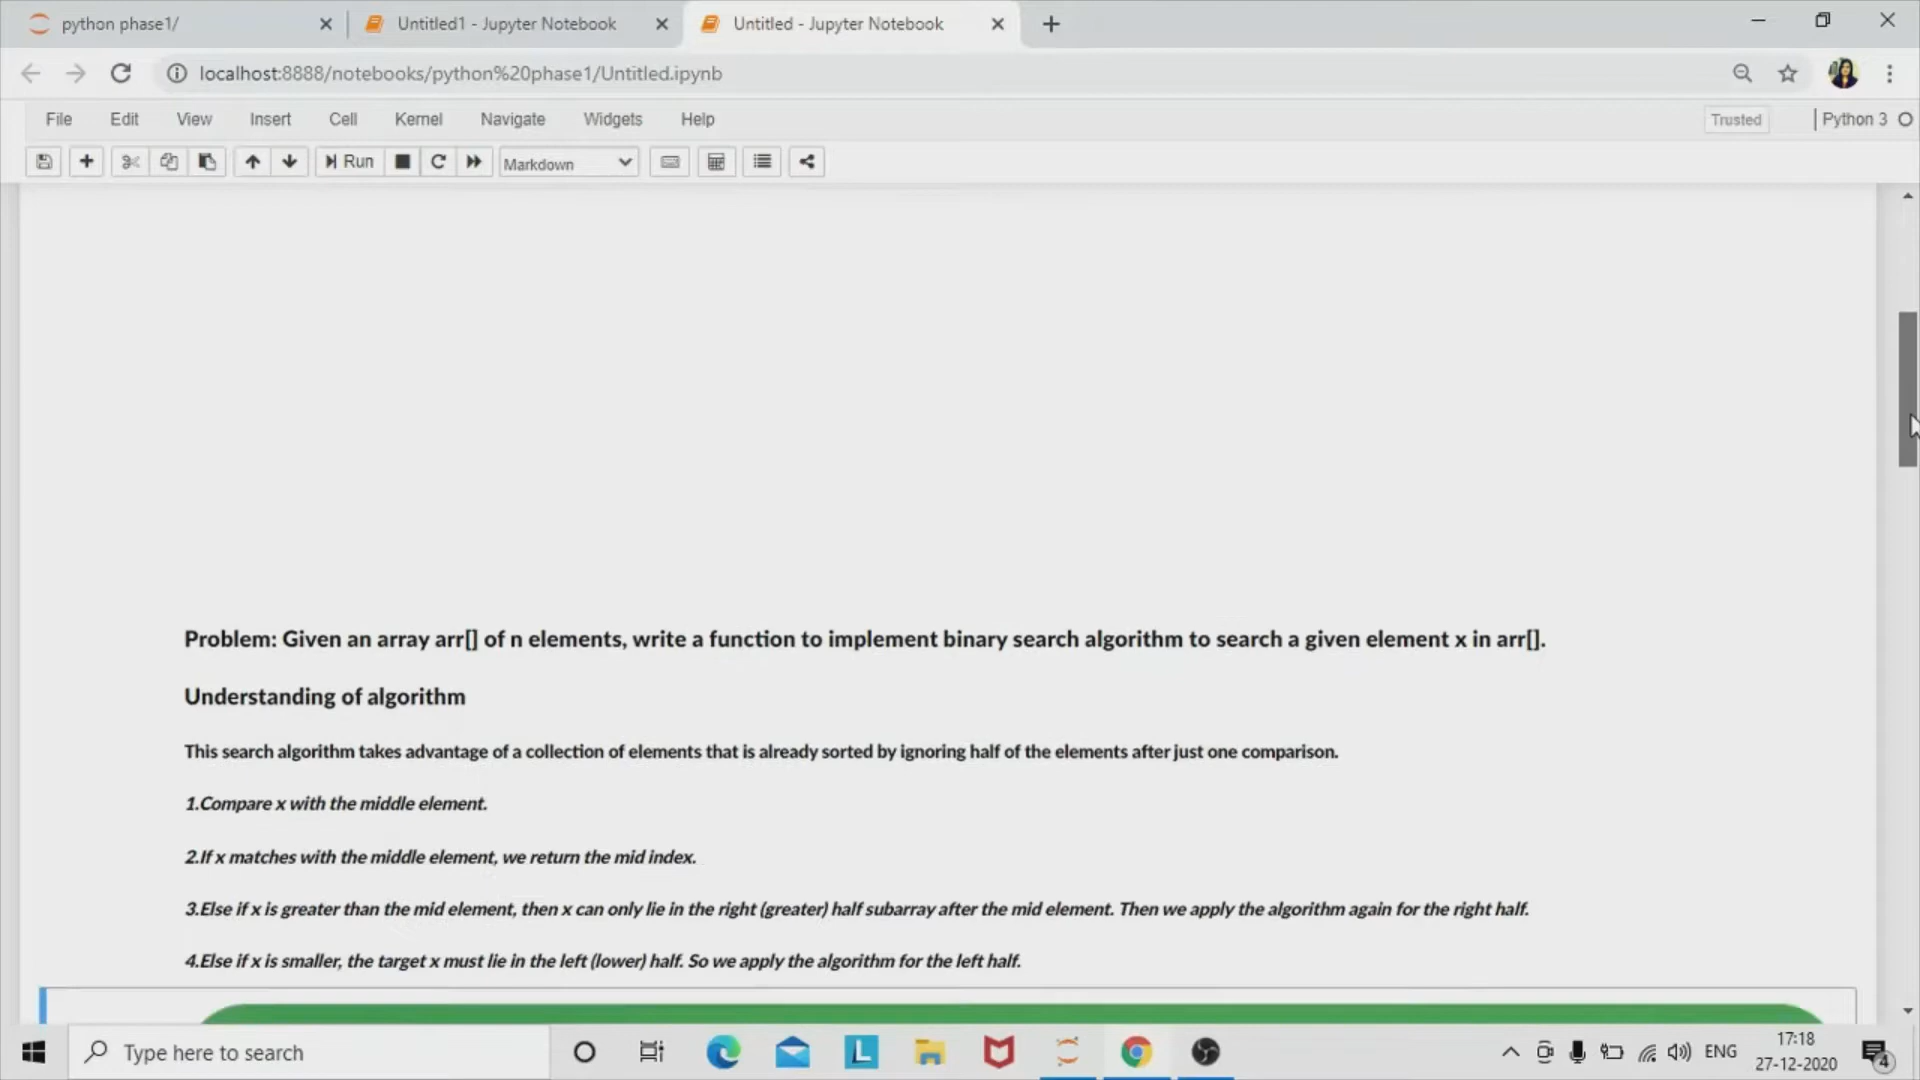 python phase1/
Untitled1 - Jupyter Notebook
Untitled - Jupyter Notebook
localhost:8888/notebooks/python%20phase1/Untitled.ipynb
File Edit View Insert Cell Kernel Navigate Widgets Help
Trusted
Python 3
Run
Markdown
Problem: Given an array arr[] of n elements, write a function to implement binary search algorithm to search a given element x in arr[].
Understanding of algorithm
This search algorithm takes advantage of a collection of elements that is already sorted by ignoring half of the elements after just one comparison.
1.Compare x with the middle element.
2.If x matches with the middle element, we return the mid index.
3.Else if x is greater than the mid element, then x can only lie in the right (greater) half subarray after the mid element. Then we apply the algorithm again for the right half.
4.Else if x is smaller, the target x must lie in the left (lower) half. So we apply the algorithm for the left half.
Type here to search
L
ENG
17:18
27-12-2020
4